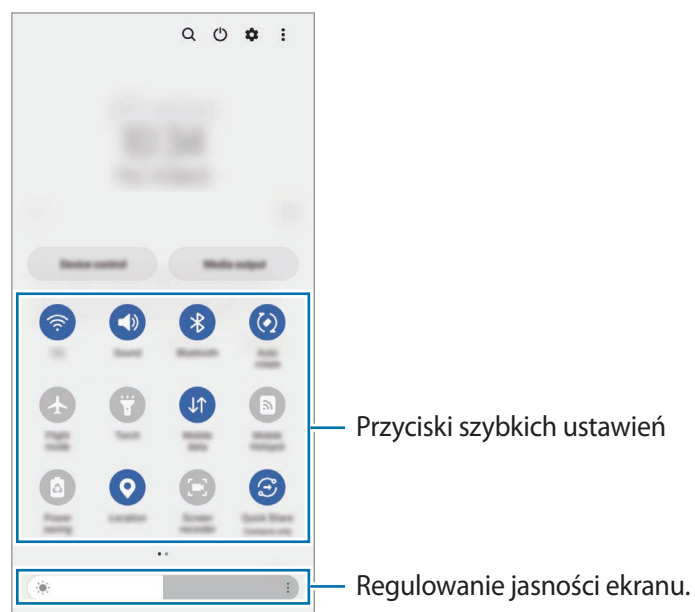 Device control Media output
Sound Bluetooth Auto rotate
Flight mode Torch Mobile data Mobile Hotspot
Przyciski szybkich ustawień
Power saving Location Screen recorder Quick Share
Regulowanie jasności ekranu.